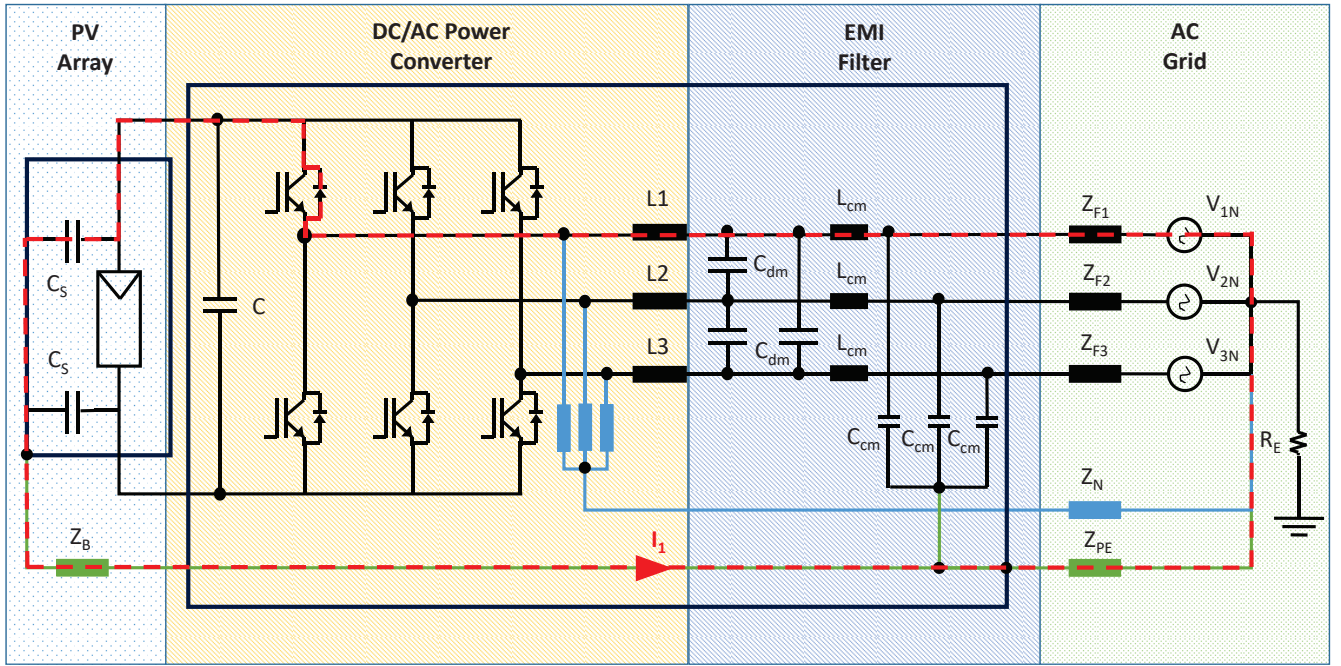 PV
Array
DC/AC Power
Converter
EMI
Filter
AC
Grid
L1
L_cm
Z_F1
V_1N
C_S
C_dm
L2
L_cm
Z_F2
V_2N
C
C_S
L3
C_dm
L_cm
Z_F3
V_3N
C_cm
C_cm
C_cm
R_E
Z_N
Z_B
I_1
Z_PE